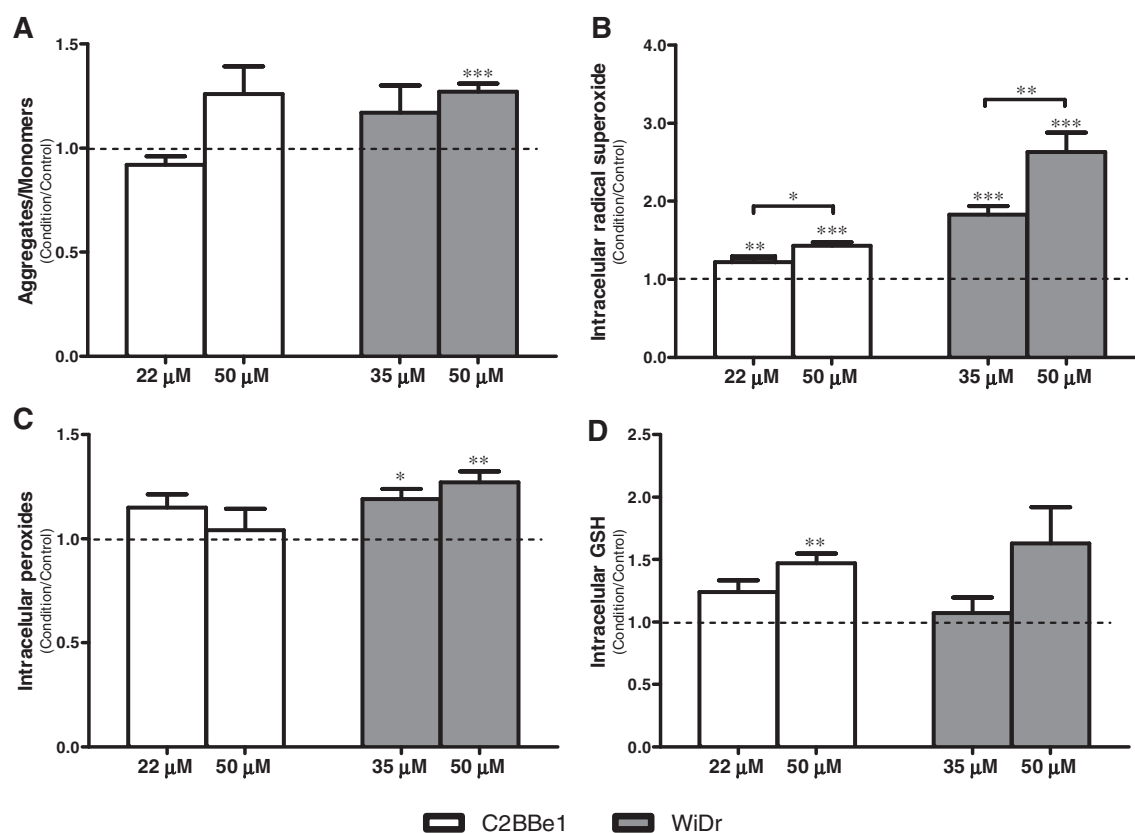 A
Aggregates/Monomers
(Condition/Control)
1.5
1.0
0.5
0.0
***
22 µM 50 µM 35 µM 50 µM
B
Intracelular radical superoxide
(Condition/Control)
4.0
3.0
2.0
1.0
0.0
*
**
** *** *** ***
22 µM 50 µM 35 µM 50 µM
C
Intracelular peroxides
(Condition/Control)
1.5
1.0
0.5
0.0
* **
22 µM 50 µM 35 µM 50 µM
D
Intracelular GSH
(Condition/Control)
2.5
2.0
1.5
1.0
0.5
0.0
**
22 µM 50 µM 35 µM 50 µM
C2BBe1 WiDr